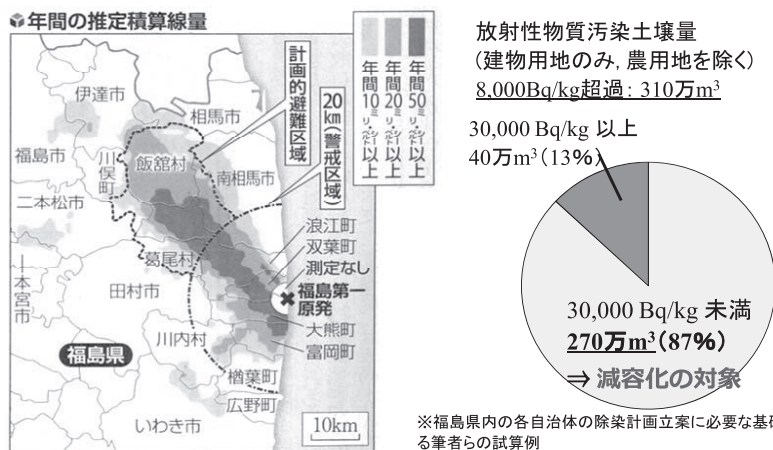 年間の推定積算線量
年間10ミリシーベルト以上
年間20ミリシーベルト以上
年間50ミリシーベルト以上
計画的避難区域
20km(警戒区域)
伊達市
相馬市
福島市
川俣町
飯舘村
南相馬市
二本松市
浪江町
双葉町
葛尾村
測定なし
本宮市
田村市
福島第一
原発
大熊町
川内村
富岡町
福島県
楢葉町
広野町
いわき市
10km
放射性物質汚染土壌量
(建物用地のみ, 農用地を除く)
8,000Bq/kg超過: 310万m³
30,000 Bq/kg 以上
40万m³(13%)
30,000 Bq/kg 未満
270万m³(87%)
⇒ 減容化の対象
※福島県内の各自治体の除染計画立案に必要な基
る筆者らの試算例